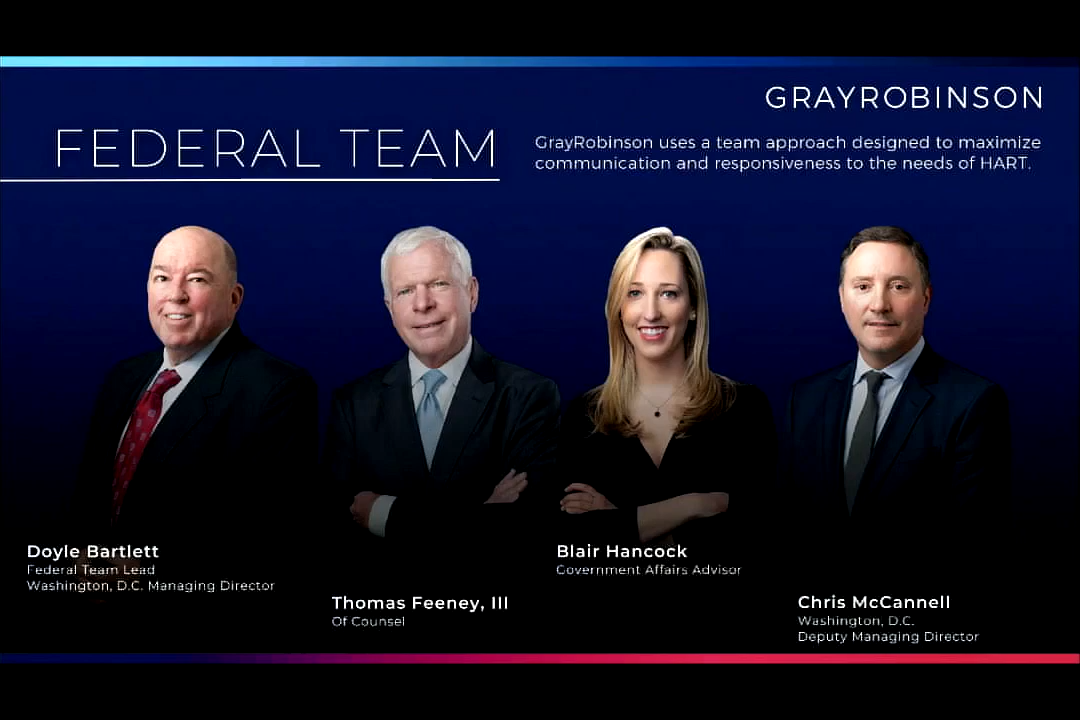 GRAYROBINSON
FEDERAL TEAM
GrayRobinson uses a team approach designed to maximize
communication and responsiveness to the needs of HART.
Doyle Bartlett
Federal Team Lead
Washington, D.C. Managing Director
Thomas Feeney, III
Of Counsel
Blair Hancock
Government Affairs Advisor
Chris McCannell
Washington, D.C.
Deputy Managing Director